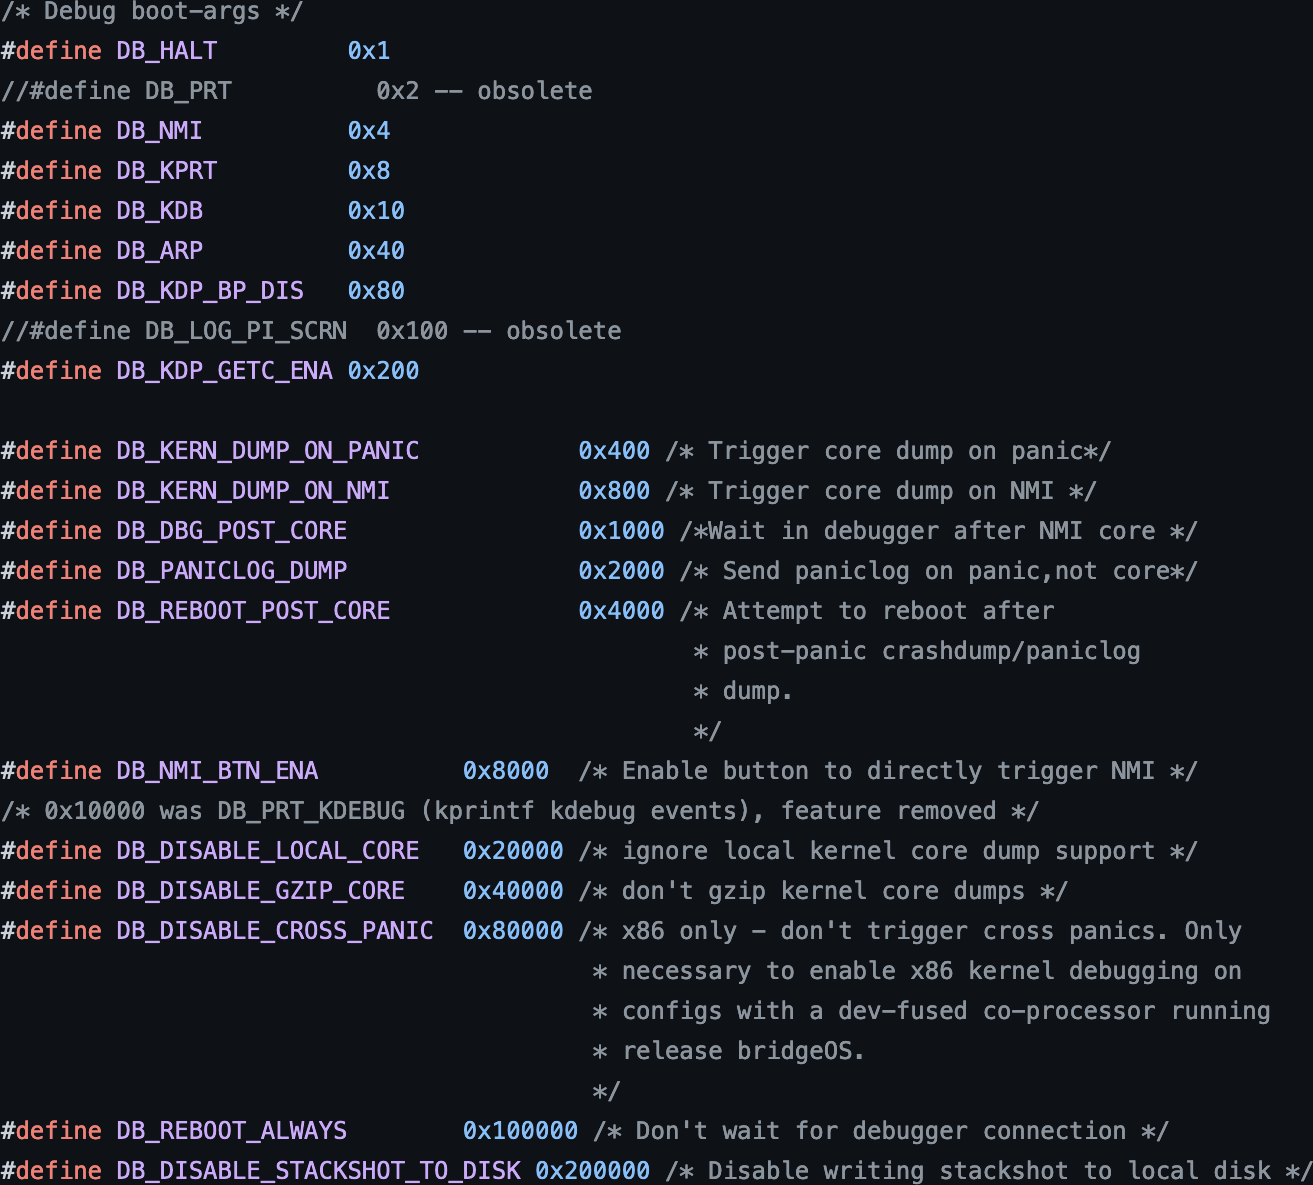 /* Debug boot-args */
#define DB_HALT         0x1
//#define DB_PRT          0x2 -- obsolete
#define DB_NMI          0x4
#define DB_KPRT         0x8
#define DB_KDB          0x10
#define DB_ARP          0x40
#define DB_KDP_BP_DIS   0x80
//#define DB_LOG_PI_SCRN  0x100 -- obsolete
#define DB_KDP_GETC_ENA 0x200

#define DB_KERN_DUMP_ON_PANIC           0x400 /* Trigger core dump on panic*/
#define DB_KERN_DUMP_ON_NMI             0x800 /* Trigger core dump on NMI */
#define DB_DBG_POST_CORE                0x1000 /*Wait in debugger after NMI core */
#define DB_PANICLOG_DUMP                0x2000 /* Send paniclog on panic,not core*/
#define DB_REBOOT_POST_CORE             0x4000 /* Attempt to reboot after
                                                * post-panic crashdump/paniclog
                                                * dump.
                                                */
#define DB_NMI_BTN_ENA          0x8000  /* Enable button to directly trigger NMI */
/* 0x10000 was DB_PRT_KDEBUG (kprintf kdebug events), feature removed */
#define DB_DISABLE_LOCAL_CORE   0x20000 /* ignore local kernel core dump support */
#define DB_DISABLE_GZIP_CORE    0x40000 /* don't gzip kernel core dumps */
#define DB_DISABLE_CROSS_PANIC  0x80000 /* x86 only - don't trigger cross panics. Only
                                         * necessary to enable x86 kernel debugging on
                                         * configs with a dev-fused co-processor running
                                         * release bridgeOS.
                                         */
#define DB_REBOOT_ALWAYS        0x100000 /* Don't wait for debugger connection */
#define DB_DISABLE_STACKSHOT_TO_DISK 0x200000 /* Disable writing stackshot to local disk */